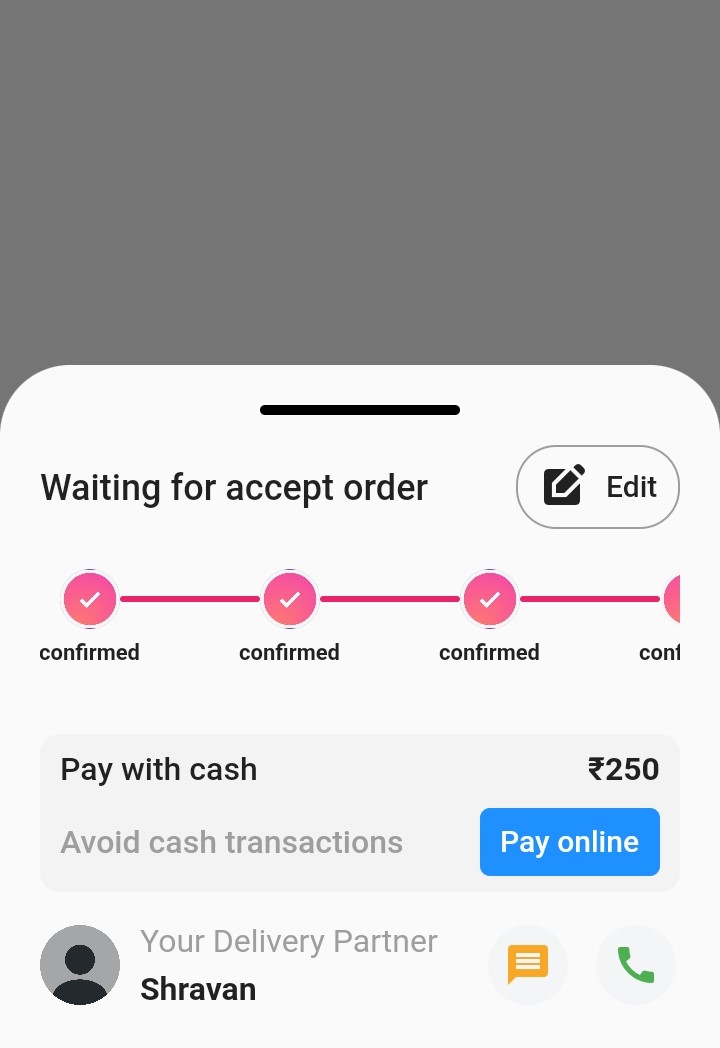 Waiting for accept order
Edit
confirmed confirmed confirmed conf
Pay with cash ₹250
Avoid cash transactions Pay online
Your Delivery Partner
Shravan